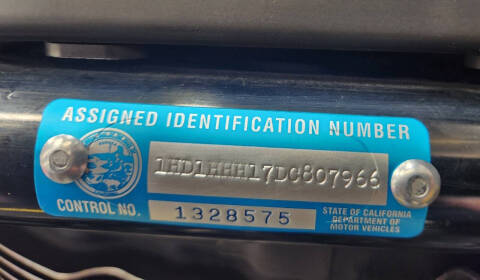 ASSIGNED IDENTIFICATION NUMBER
1HD1HHH17DC807966
CONTROL NO. 1328575
STATE OF CALIFORNIA
DEPARTMENT OF
MOTOR VEHICLES